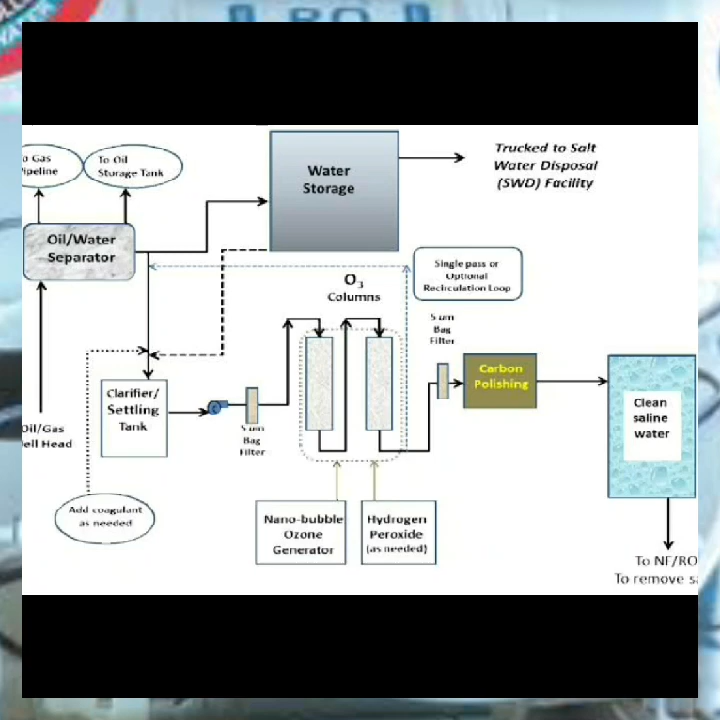 To Oil
Storage Tank
Oil/Water
Separator
Water
Storage
Trucked to Salt
Water Disposal
(SWD) Facility
Single pass or
Optional
Recirculation Loop
O3
Columns
5 um
Bag
Filter
Carbon
Polishing
Clean
saline
water
Clarifier/
Settling
Tank
5 um
Bag
Filter
Oil/Gas
ell Head
Add coagulant
as needed
Nano-bubble
Ozone
Generator
Hydrogen
Peroxide
(as needed)
To NF/RO
To remove
o Gas
ipeline